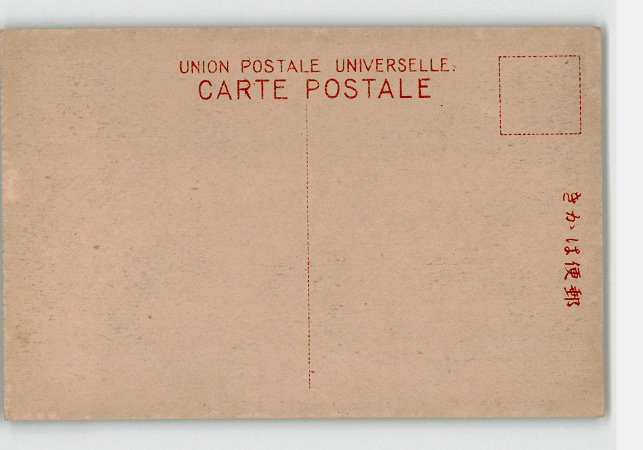 UNION POSTALE UNIVERSELLE.
CARTE POSTALE
きかは便郵